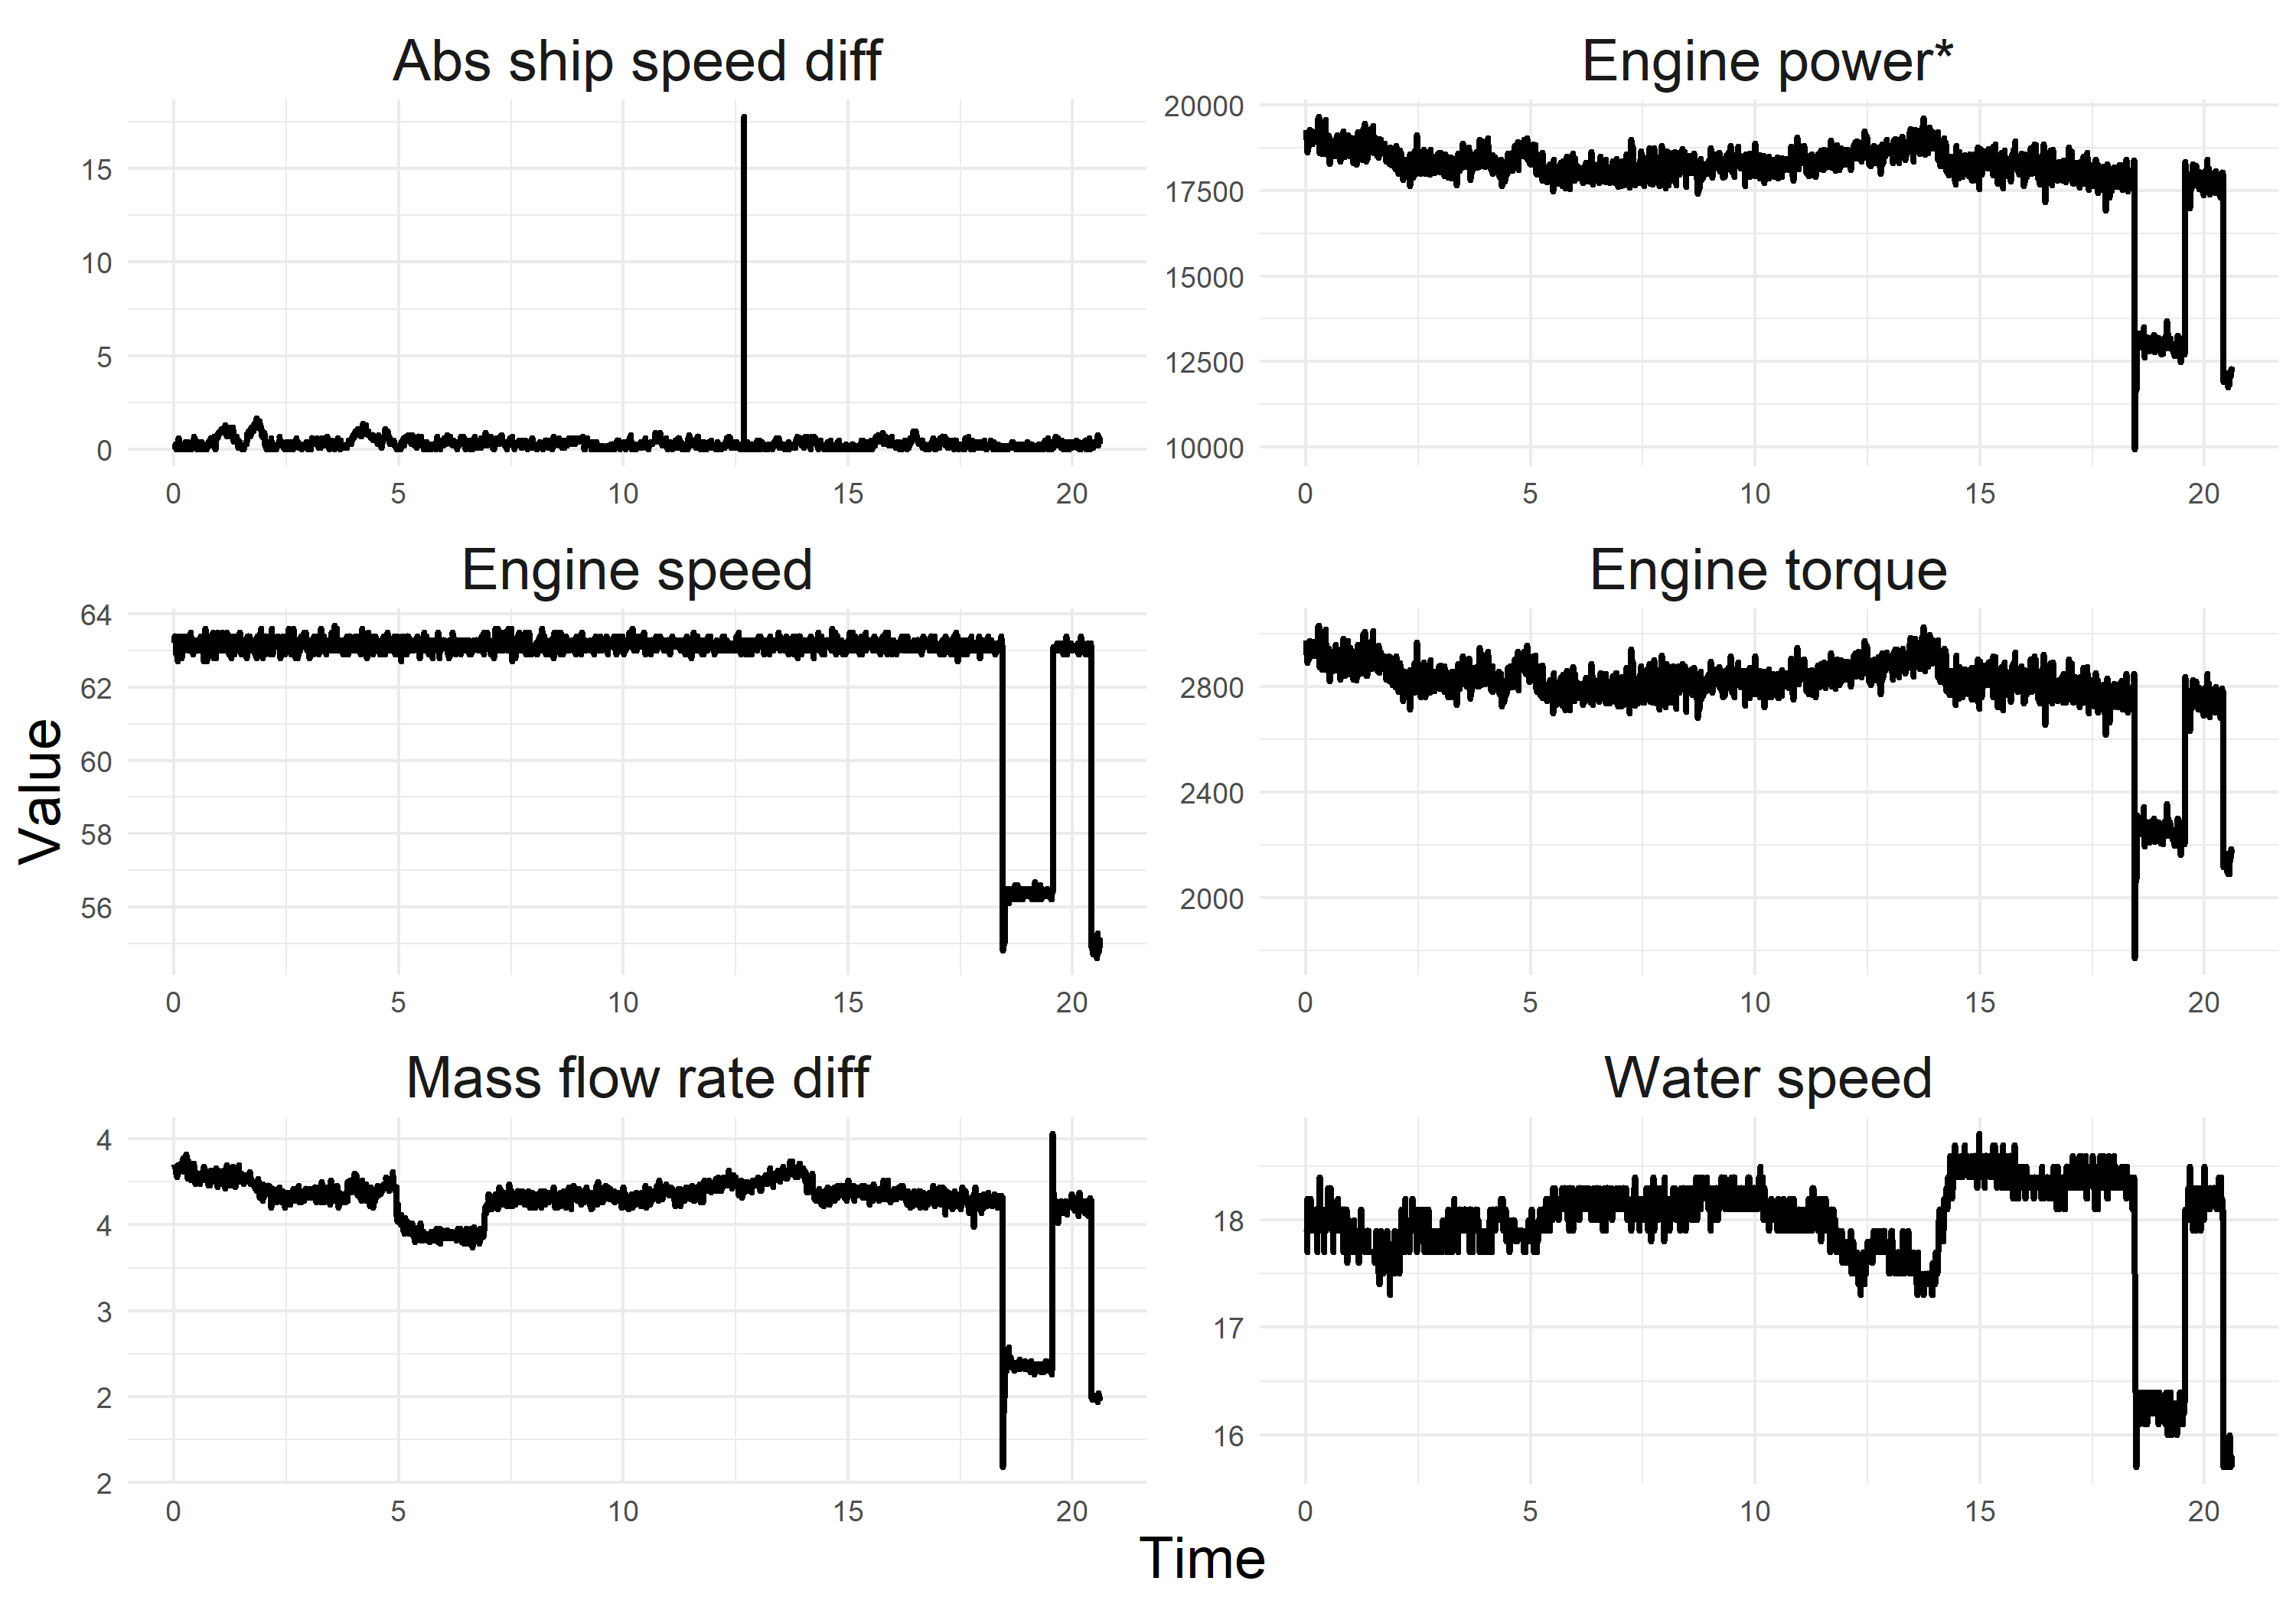 Abs ship speed diff
15
10
5
0
0 5 10 15 20
Engine power*
20000
17500
15000
12500
10000
0 5 10 15 20
Engine speed
64
62
60
58
56
0 5 10 15 20
Engine torque
2800
2400
2000
0 5 10 15 20
Mass flow rate diff
4
4
3
2
2
0 5 10 15 20
Water speed
18
17
16
0 5 10 15 20
Value
Time